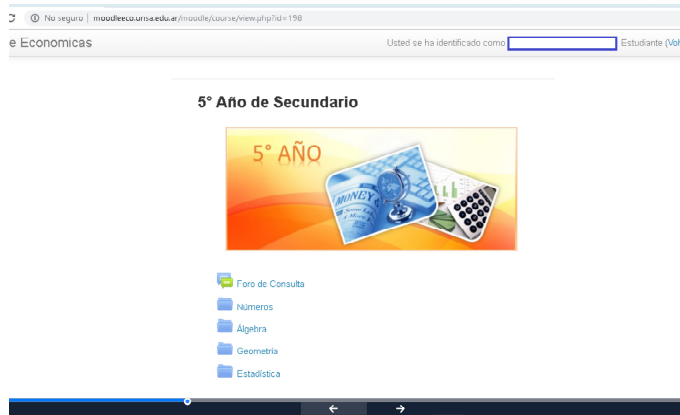 No seguro | moodleeco.unsa.edu.ar/moodle/course/view.php?id=198
e Economicas
Usted se ha identificado como Estudiante (Vol
5° Año de Secundario
5° AÑO
MONEY
Foro de Consulta
Números
Álgebra
Geometría
Estadística